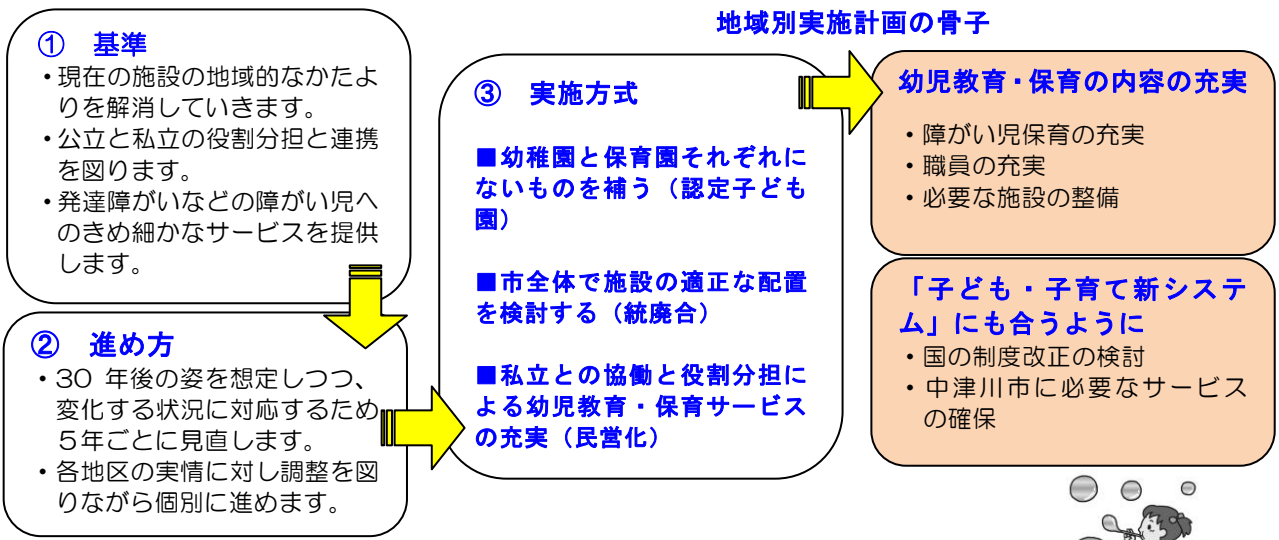 地域別実施計画の骨子
① 基準
・現在の施設の地域的なかたよ
りを解消していきます。
・公立と私立の役割分担と連携
を図ります。
・発達障がいなどの障がい児へ
のきめ細かなサービスを提供
します。
② 進め方
・30 年後の姿を想定しつつ、
変化する状況に対応するため
５年ごとに見直します。
・各地区の実情に対し調整を図
りながら個別に進めます。
③ 実施方式
■幼稚園と保育園それぞれに
ないものを補う（認定子ども
園）
■市全体で施設の適正な配置
を検討する（統廃合）
■私立との協働と役割分担に
よる幼児教育・保育サービス
の充実（民営化）
幼児教育・保育の内容の充実
・障がい児保育の充実
・職員の充実
・必要な施設の整備
「子ども・子育て新システ
ム」にも合うように
・国の制度改正の検討
・中津川市に必要なサービス
の確保